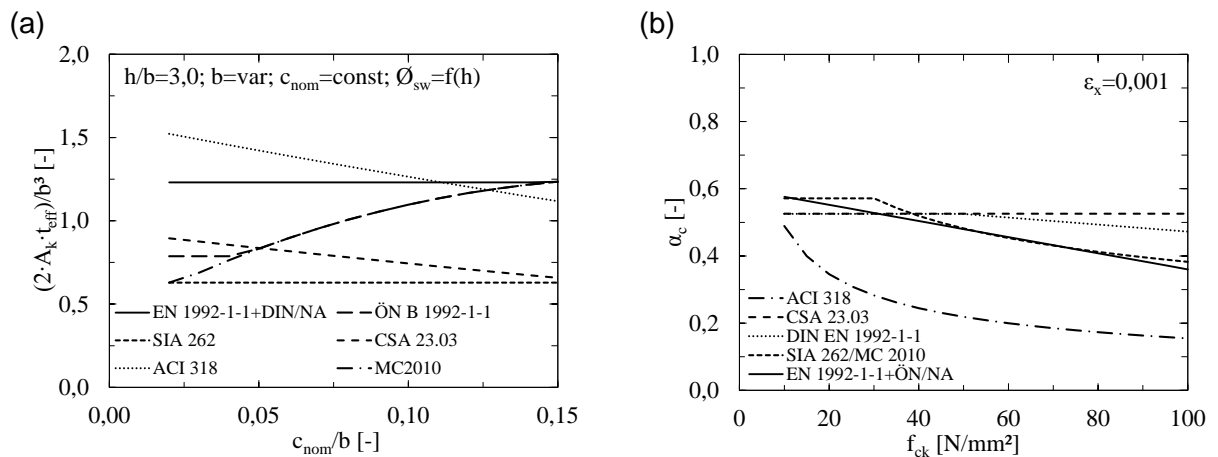 (a)
(b)
2,0
1,5
1,0
0,5
0,0
(2·A_k·t_eff)/b³ [-]
h/b=3,0; b=var; c_nom=const; Ø_sw=f(h)
EN 1992-1-1+DIN/NA
ÖN B 1992-1-1
SIA 262
CSA 23.03
ACI 318
MC2010
0,00
0,05
0,10
0,15
c_nom/b [-]
1,0
0,8
0,6
0,4
0,2
0,0
α_c [-]
ε_x=0,001
ACI 318
CSA 23.03
DIN EN 1992-1-1
SIA 262/MC 2010
EN 1992-1-1+ÖN/NA
0
20
40
60
80
100
f_ck [N/mm²]